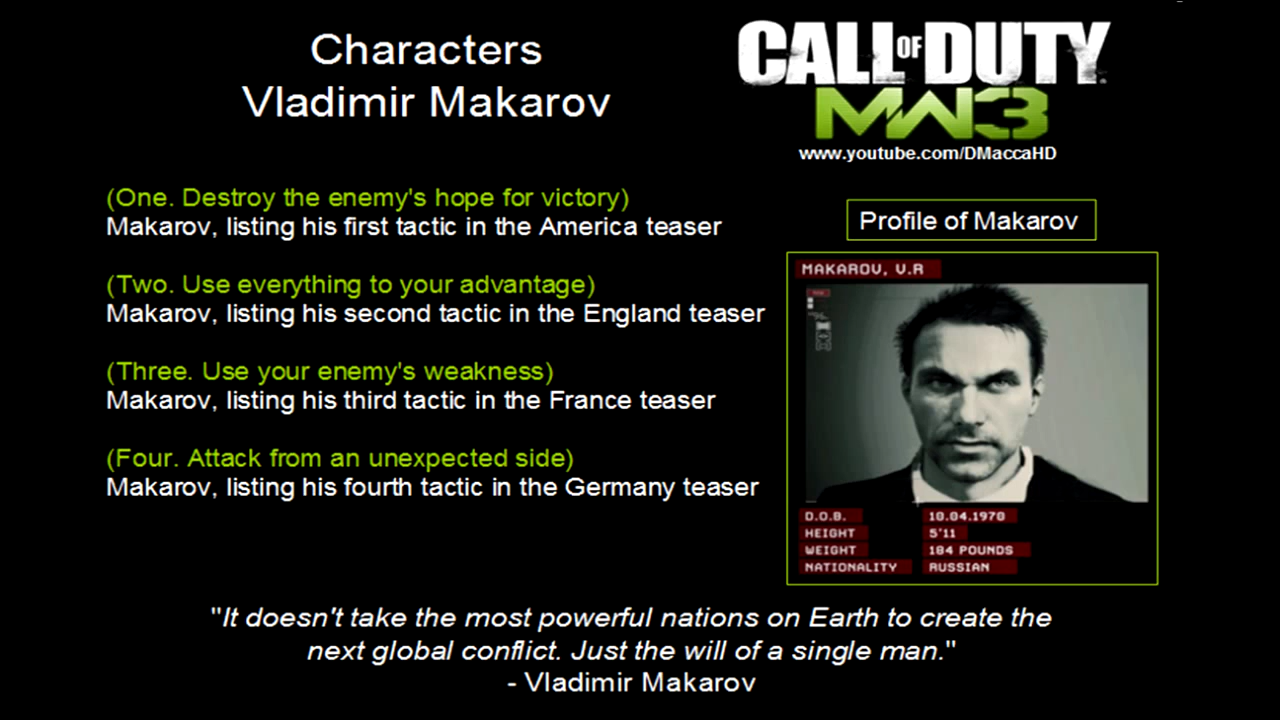 Characters
Vladimir Makarov
CALL OF DUTY
MW3
www.youtube.com/DMaccaHD
(One. Destroy the enemy's hope for victory)
Makarov, listing his first tactic in the America teaser
(Two. Use everything to your advantage)
Makarov, listing his second tactic in the England teaser
(Three. Use your enemy's weakness)
Makarov, listing his third tactic in the France teaser
(Four. Attack from an unexpected side)
Makarov, listing his fourth tactic in the Germany teaser
Profile of Makarov
MAKAROV, V.R
D.O.B. 10.04.1970
HEIGHT 5'11
WEIGHT 184 POUNDS
NATIONALITY RUSSIAN
"It doesn't take the most powerful nations on Earth to create the
next global conflict. Just the will of a single man."
- Vladimir Makarov